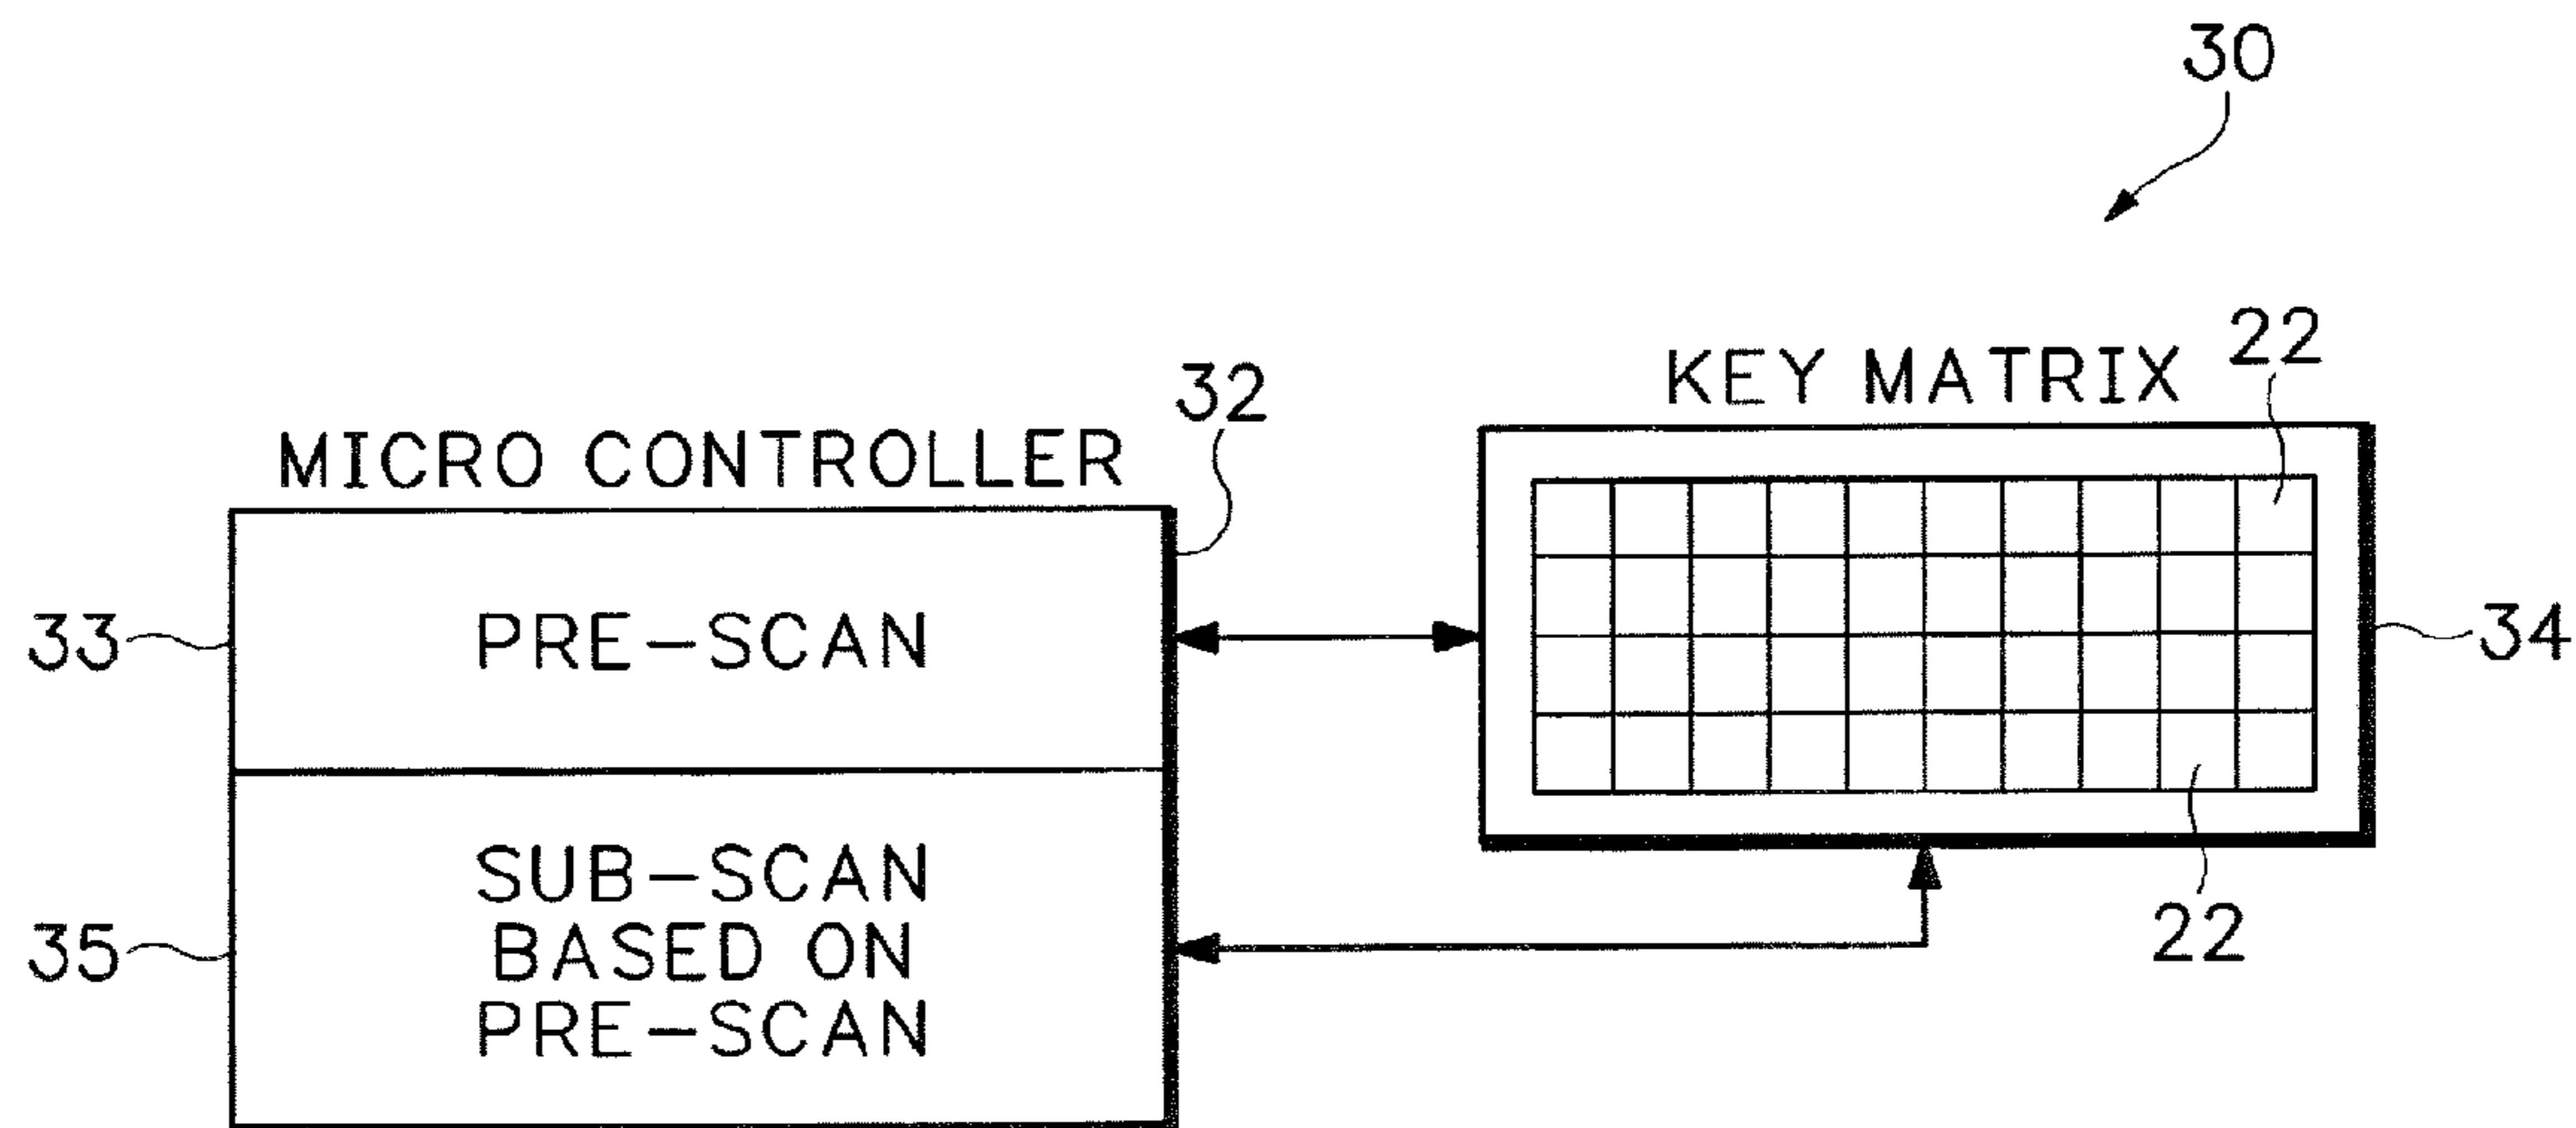 30
22
KEY MATRIX
32
MICRO CONTROLLER
33
PRE-SCAN
34
35
SUB-SCAN
BASED ON
PRE-SCAN
22